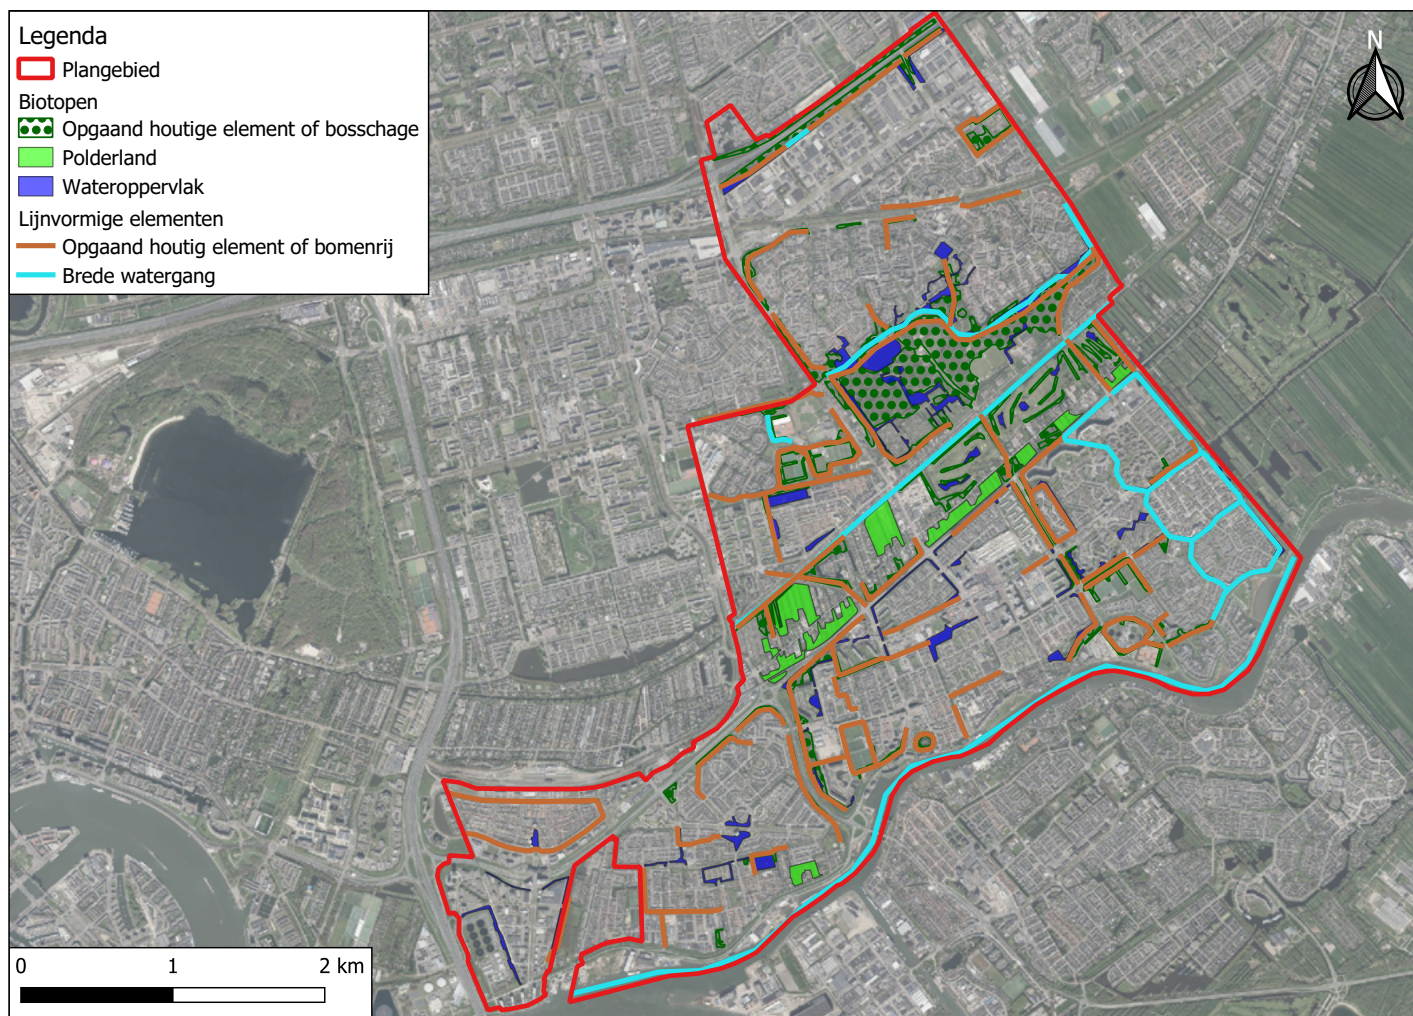 Legenda
Plangebied
Biotopen
Opgaand houtige element of bosschage
Polderland
Wateroppervlak
Lijnvormige elementen
Opgaand houtig element of bomenrij
Brede watergang
N
0 1 2 km